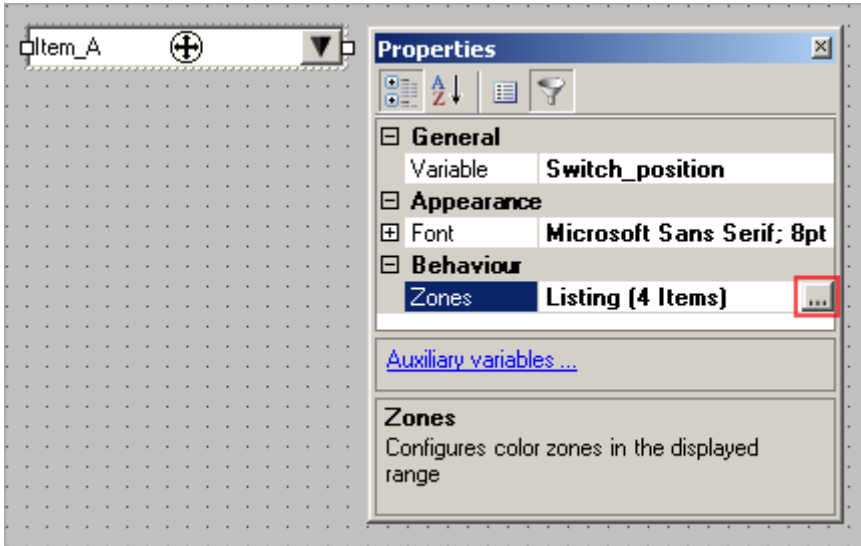 Item_A
Properties
A
Z
General
Variable Switch_position
Appearance
Font Microsoft Sans Serif; 8pt
Behaviour
Zones Listing (4 Items) ...
Auxiliary variables ...
Zones
Configures color zones in the displayed
range